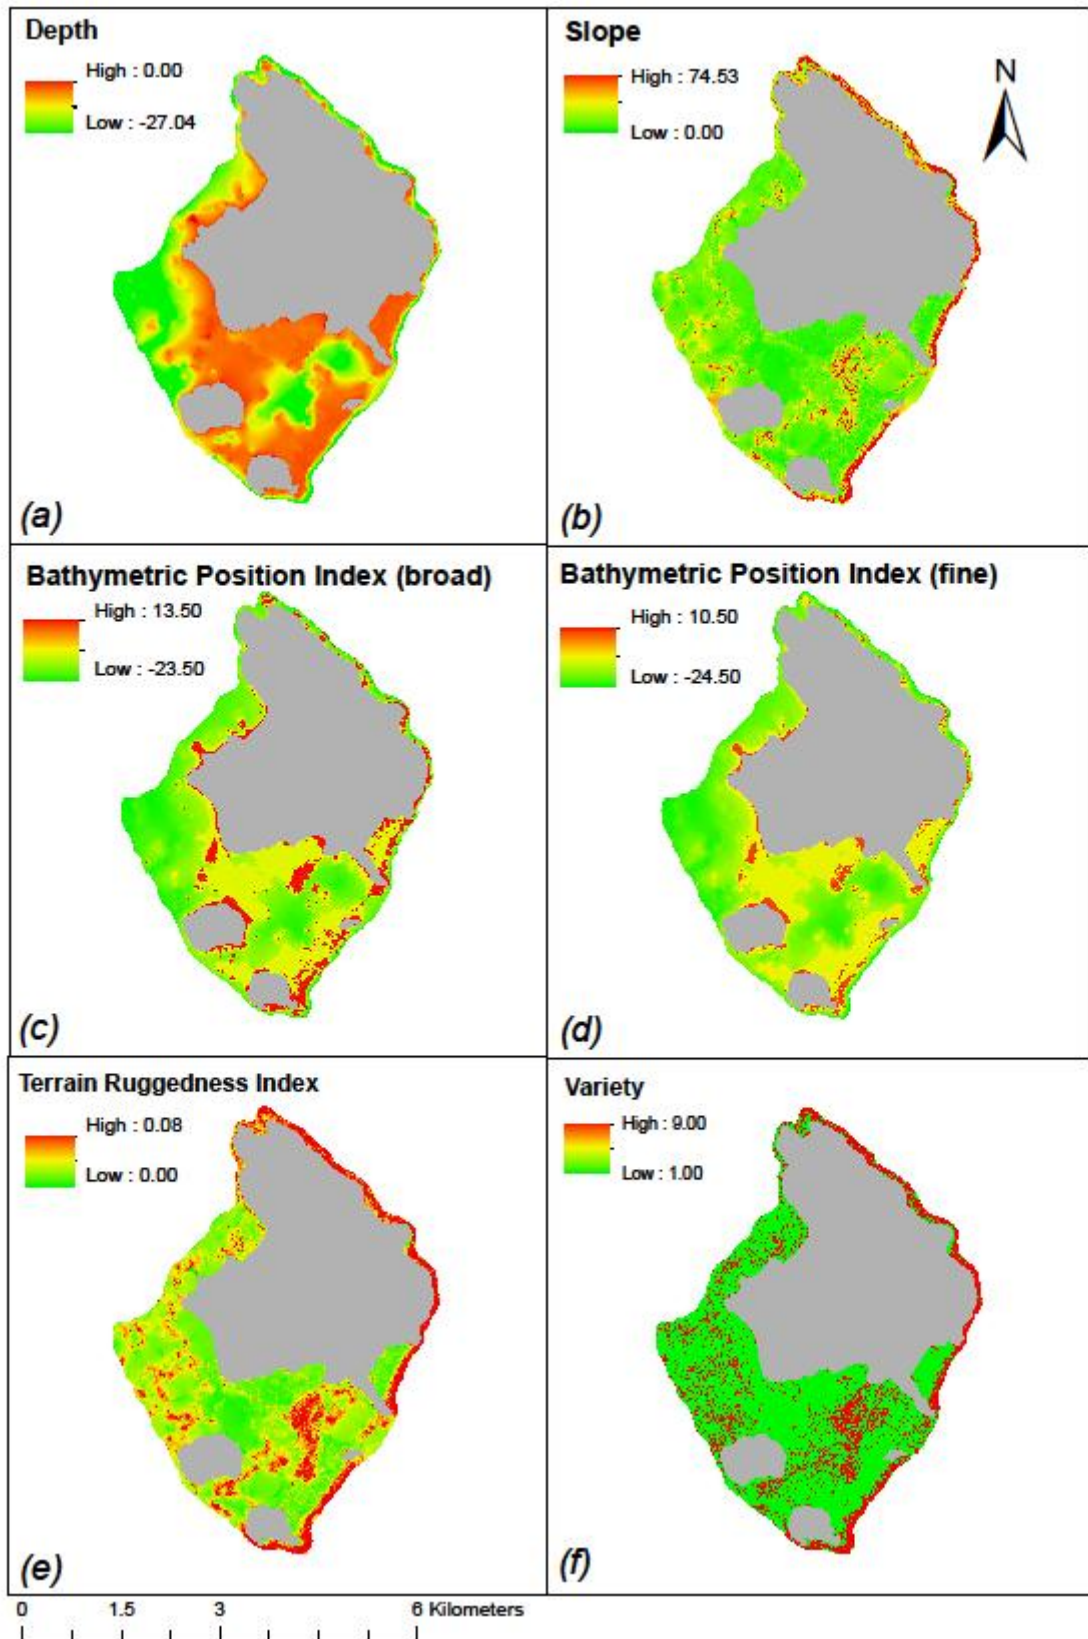 Depth
High : 0.00
Low : -27.04
(a)
Slope
High : 74.53
Low : 0.00
N
(b)
Bathymetric Position Index (broad)
High : 13.50
Low : -23.50
(c)
Bathymetric Position Index (fine)
High : 10.50
Low : -24.50
(d)
Terrain Ruggedness Index
High : 0.08
Low : 0.00
(e)
Variety
High : 9.00
Low : 1.00
(f)
0 1.5 3 6 Kilometers